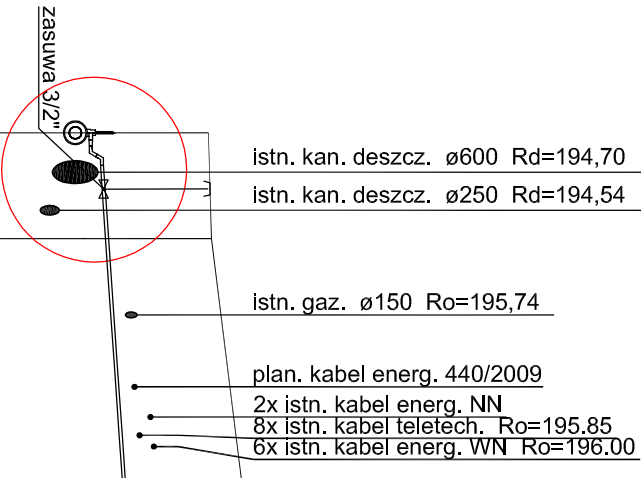 zasuwa 3/2"
istn. kan. deszcz. ø600 Rd=194,70
istn. kan. deszcz. ø250 Rd=194,54
istn. gaz. ø150 Ro=195,74
plan. kabel energ. 440/2009
2x istn. kabel energ. NN
8x istn. kabel teletech. Ro=195.85
6x istn. kabel energ. WN Ro=196.00